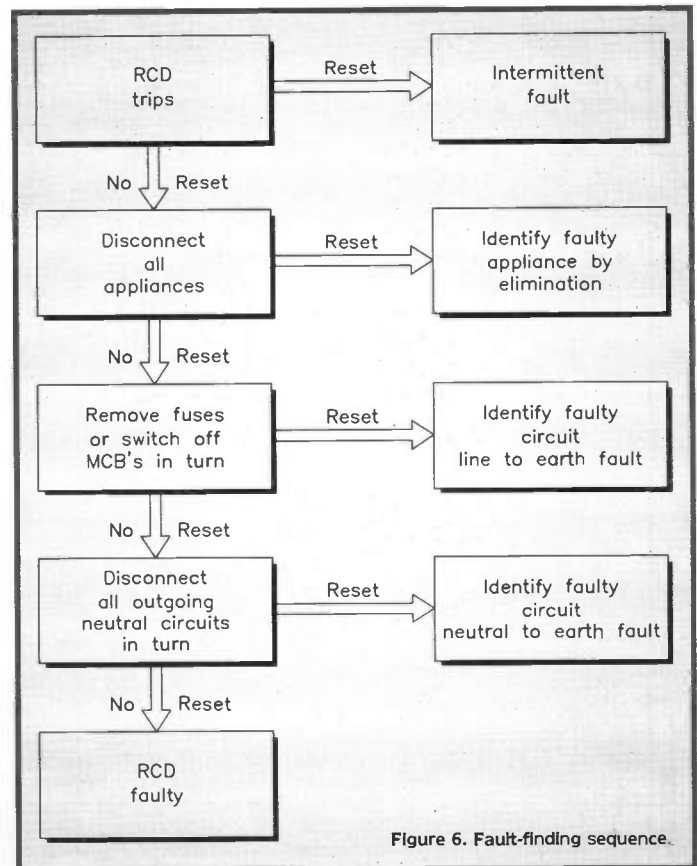 RCD
trips
Reset
Intermittent
fault
No Reset
Disconnect
all
appliances
Reset
Identify faulty
appliance by
elimination
No Reset
Remove fuses
or switch off
MCB's in turn
Reset
Identify faulty
circuit
line to earth fault
No Reset
Disconnect
all outgoing
neutral circuits
in turn
Reset
Identify faulty
circuit
neutral to earth fault
No Reset
RCD
faulty
Figure 6. Fault-finding sequence.